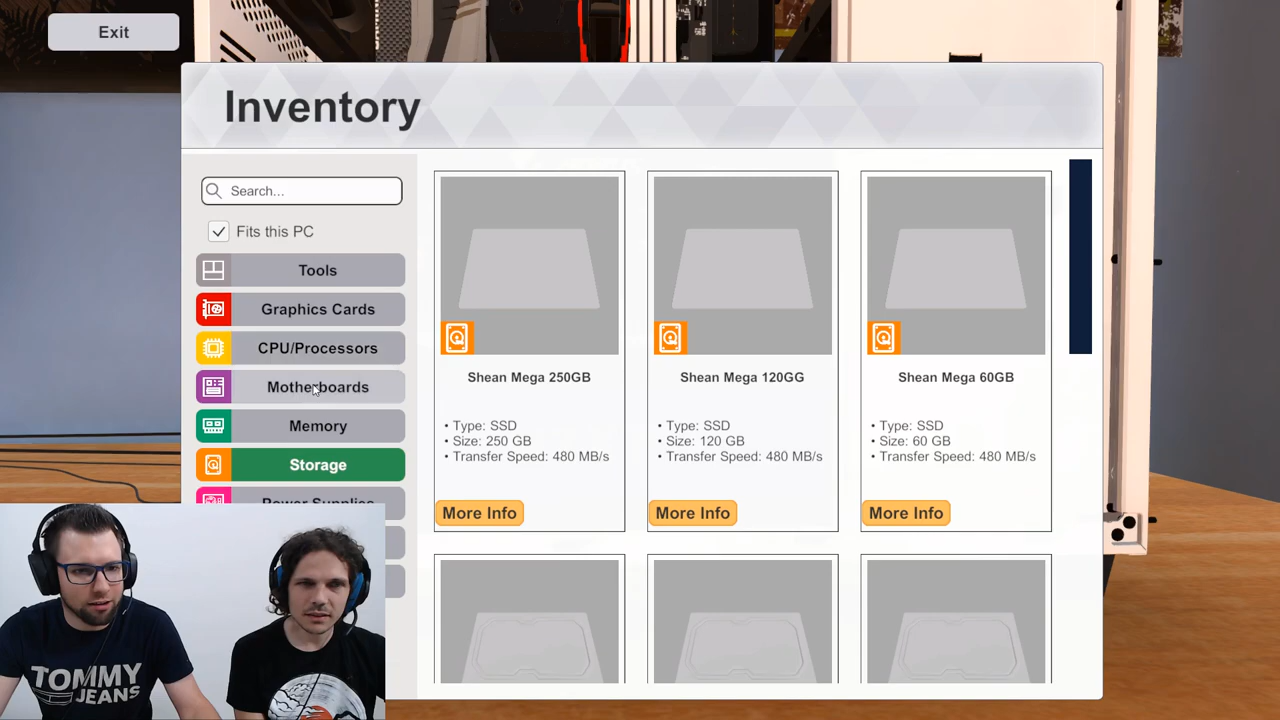 Exit
Inventory
Search...
Fits this PC
Tools
Graphics Cards
CPU/Processors
Motherboards
Memory
Storage
Power Supplies
Shean Mega 250GB
• Type: SSD
• Size: 250 GB
• Transfer Speed: 480 MB/s
More Info
Shean Mega 120GG
• Type: SSD
• Size: 120 GB
• Transfer Speed: 480 MB/s
More Info
Shean Mega 60GB
• Type: SSD
• Size: 60 GB
• Transfer Speed: 480 MB/s
More Info
TOMMY
JEANS